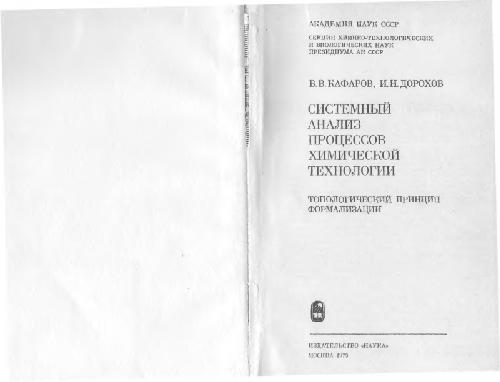 АКАДЕМИЯ НАУК СССР
СЕКЦИЯ ХИМИКО-ТЕХНОЛОГИЧЕСКИХ
И БИОЛОГИЧЕСКИХ НАУК
ПРЕЗИДИУМА АН СССР
В. В. КАФАРОВ, И. Н. ДОРОХОВ
СИСТЕМНЫЙ
АНАЛИЗ
ПРОЦЕССОВ
ХИМИЧЕСКОЙ
ТЕХНОЛОГИИ
ТОПОЛОГИЧЕСКИЙ ПРИНЦИП
ФОРМАЛИЗАЦИИ
ИЗДАТЕЛЬСТВО «НАУКА»
МОСКВА 1979